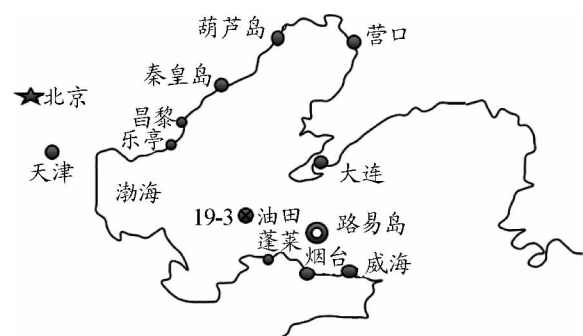 葫芦岛
营口
秦皇岛
北京
昌黎
乐亭
天津
大连
渤海
19-3 油田
路易岛
蓬莱
烟台
威海